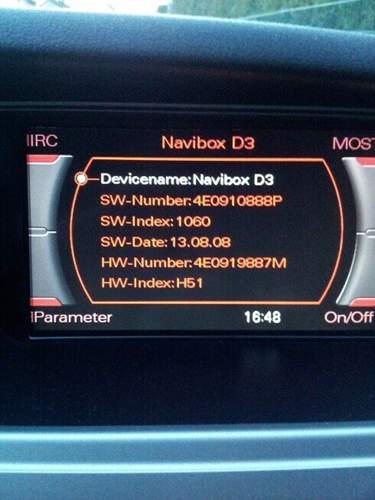 IIRC
Navibox D3
MOST
Devicename:Navibox D3
SW-Number:4E0910888P
SW-Index:1060
SW-Date:13.08.08
HW-Number:4E0919887M
HW-Index:H51
Parameter
16:48
On/Off